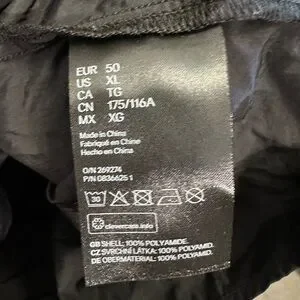 EUR 50
US XL
CA TG
CN 175/116A
MX XG
Made in China
Fabriqué en Chine
Hecho en China
O/N 269274
P/N 0836625 1
30
clevercare.info
GB SHELL: 100% POLYAMIDE.
CZ SVRCHNÍ LÁTKA: 100% POLYAMID.
DE OBERMATERIAL: 100% POLYAMID.